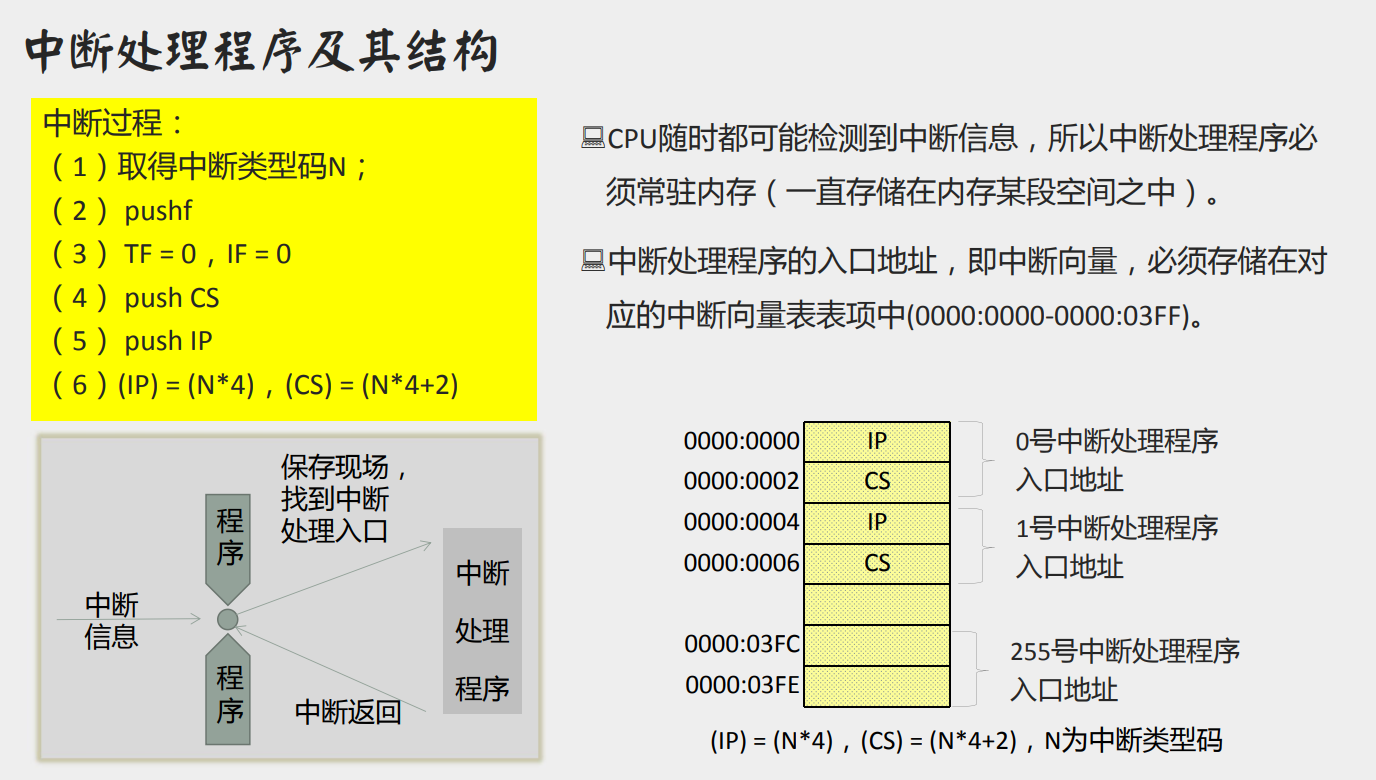 中断处理程序及其结构
中断过程：
（1）取得中断类型码N；
（2） pushf
（3） TF = 0，IF = 0
（4） push CS
（5） push IP
（6）(IP) = (N*4)，(CS) = (N*4+2)
CPU随时都可能检测到中断信息，所以中断处理程序必
须常驻内存（一直存储在内存某段空间之中）。
中断处理程序的入口地址，即中断向量，必须存储在对
应的中断向量表表项中(0000:0000-0000:03FF)。
保存现场，
找到中断
处理入口
程
序
中断
信息
程
序
中断
处理
程序
中断返回
0000:0000 IP
0000:0002 CS
0号中断处理程序
入口地址
0000:0004 IP
0000:0006 CS
1号中断处理程序
入口地址
0000:03FC
0000:03FE
255号中断处理程序
入口地址
(IP) = (N*4)，(CS) = (N*4+2)，N为中断类型码